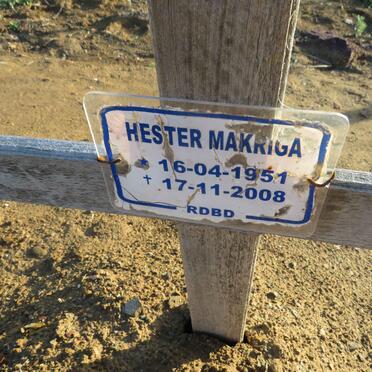 HESTER MAKRIGA
* 16-04-1951
† 17-11-2008
RDBD